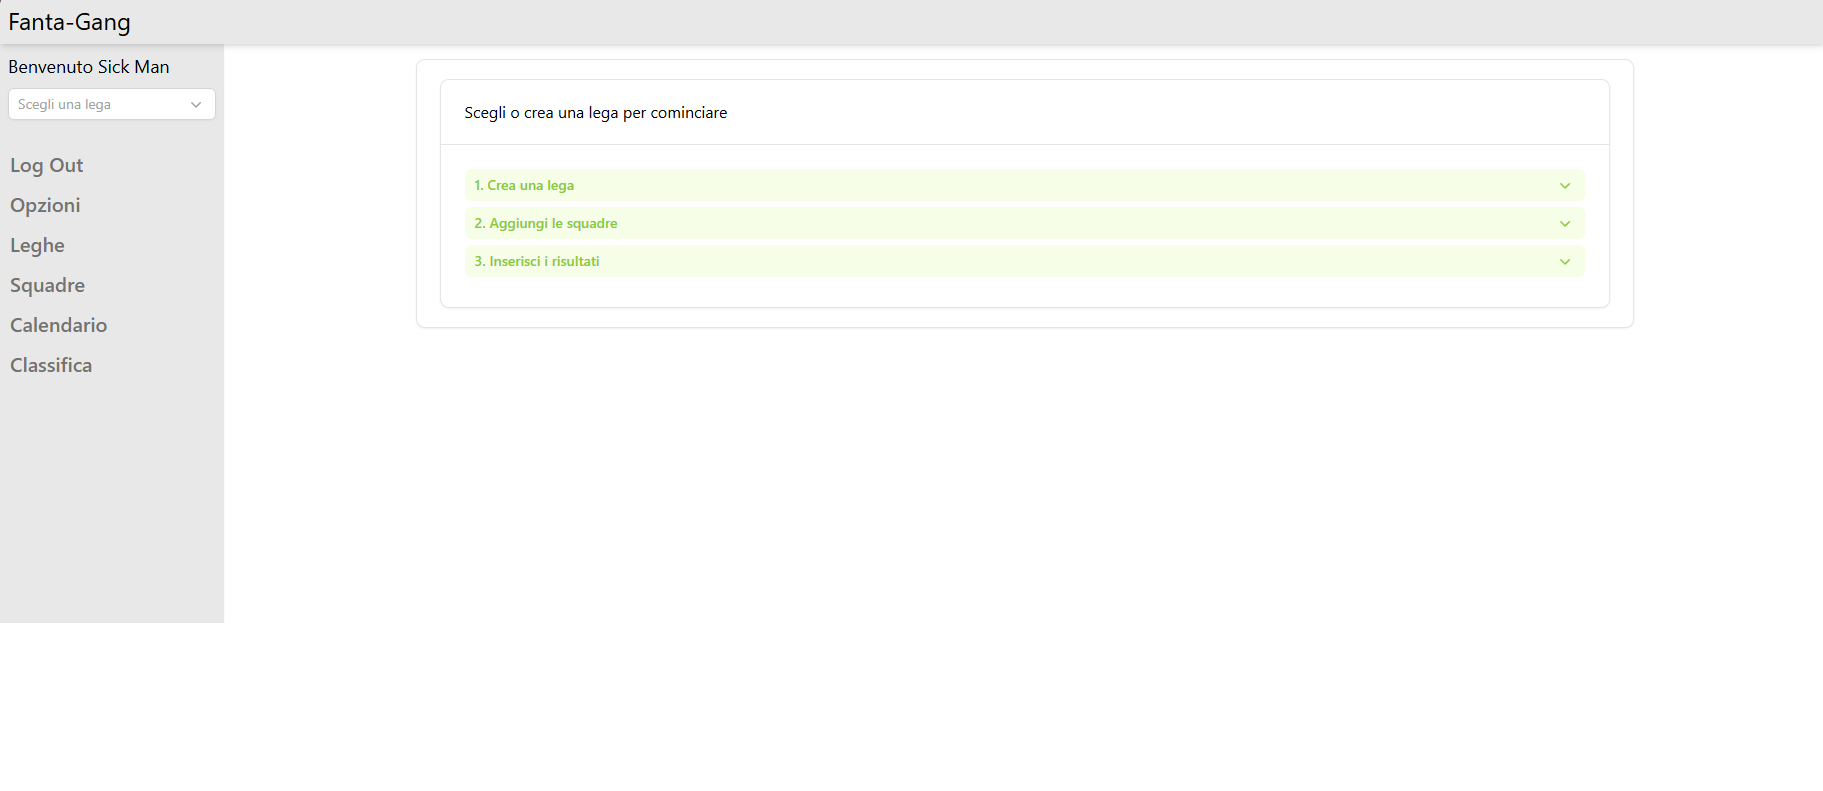 Fanta-Gang
Benvenuto Sick Man
Scegli una lega
Log Out
Opzioni
Leghe
Squadre
Calendario
Classifica
Scegli o crea una lega per cominciare
1. Crea una lega
2. Aggiungi le squadre
3. Inserisci i risultati